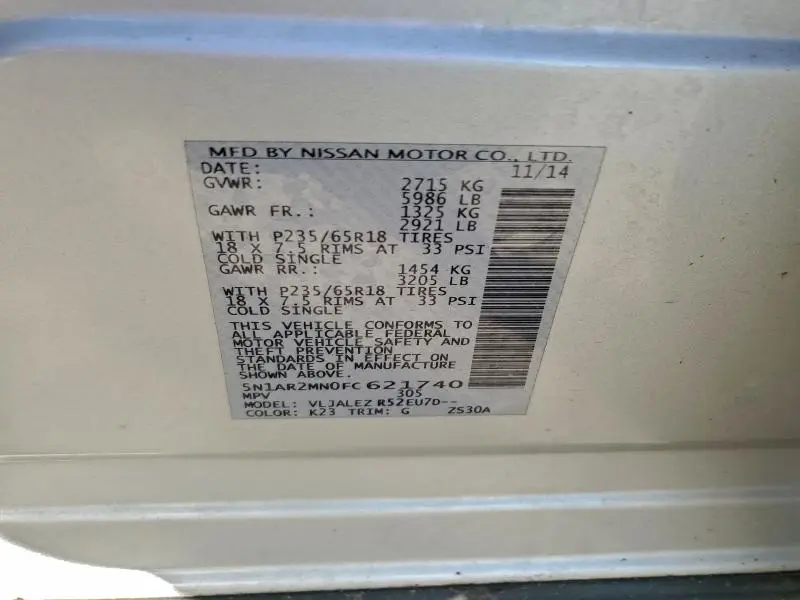 MFD BY NISSAN MOTOR CO., LTD.
DATE: 11/14
GVWR: 2715 KG
5986 LB
GAWR FR.: 1325 KG
2921 LB
WITH P235/65R18 TIRES
18 X 7.5 RIMS AT 33 PSI
COLD SINGLE
GAWR RR.: 1454 KG
3205 LB
WITH P235/65R18 TIRES
18 X 7.5 RIMS AT 33 PSI
COLD SINGLE
THIS VEHICLE CONFORMS TO
ALL APPLICABLE FEDERAL
MOTOR VEHICLE SAFETY AND
THEFT PREVENTION
STANDARDS IN EFFECT ON
THE DATE OF MANUFACTURE
SHOWN ABOVE.
5N1AR2MN0FC 621740
MPV 305
MODEL: VLJALEZ R52EU7D--
COLOR: K23 TRIM: G ZS30A